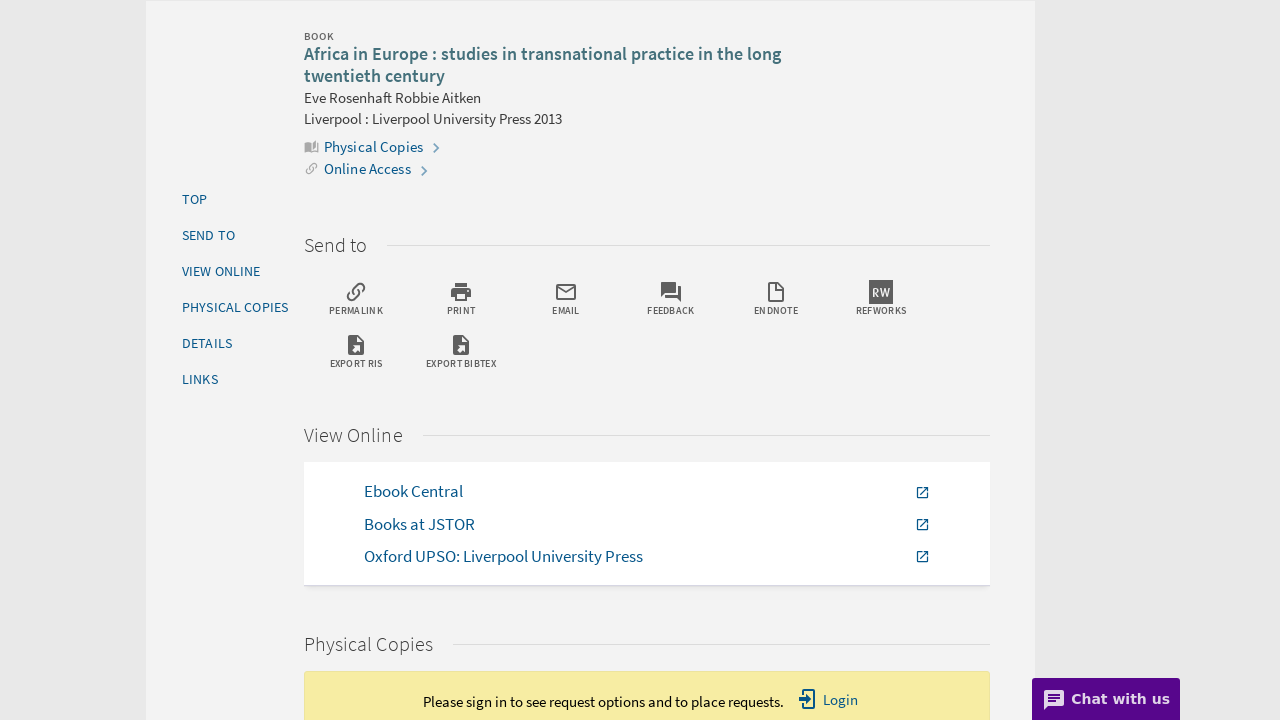 BOOK
Africa in Europe : studies in transnational practice in the long
twentieth century
Eve Rosenhaft Robbie Aitken
Liverpool : Liverpool University Press 2013
Physical Copies
Online Access
TOP
SEND TO
VIEW ONLINE
PHYSICAL COPIES
DETAILS
LINKS
Send to
PERMALINK
PRINT
EMAIL
FEEDBACK
ENDNOTE
RW
REFWORKS
EXPORT RIS
EXPORT BIBTEX
View Online
Ebook Central
Books at JSTOR
Oxford UPSO: Liverpool University Press
Physical Copies
Please sign in to see request options and to place requests.
Login
Chat with us